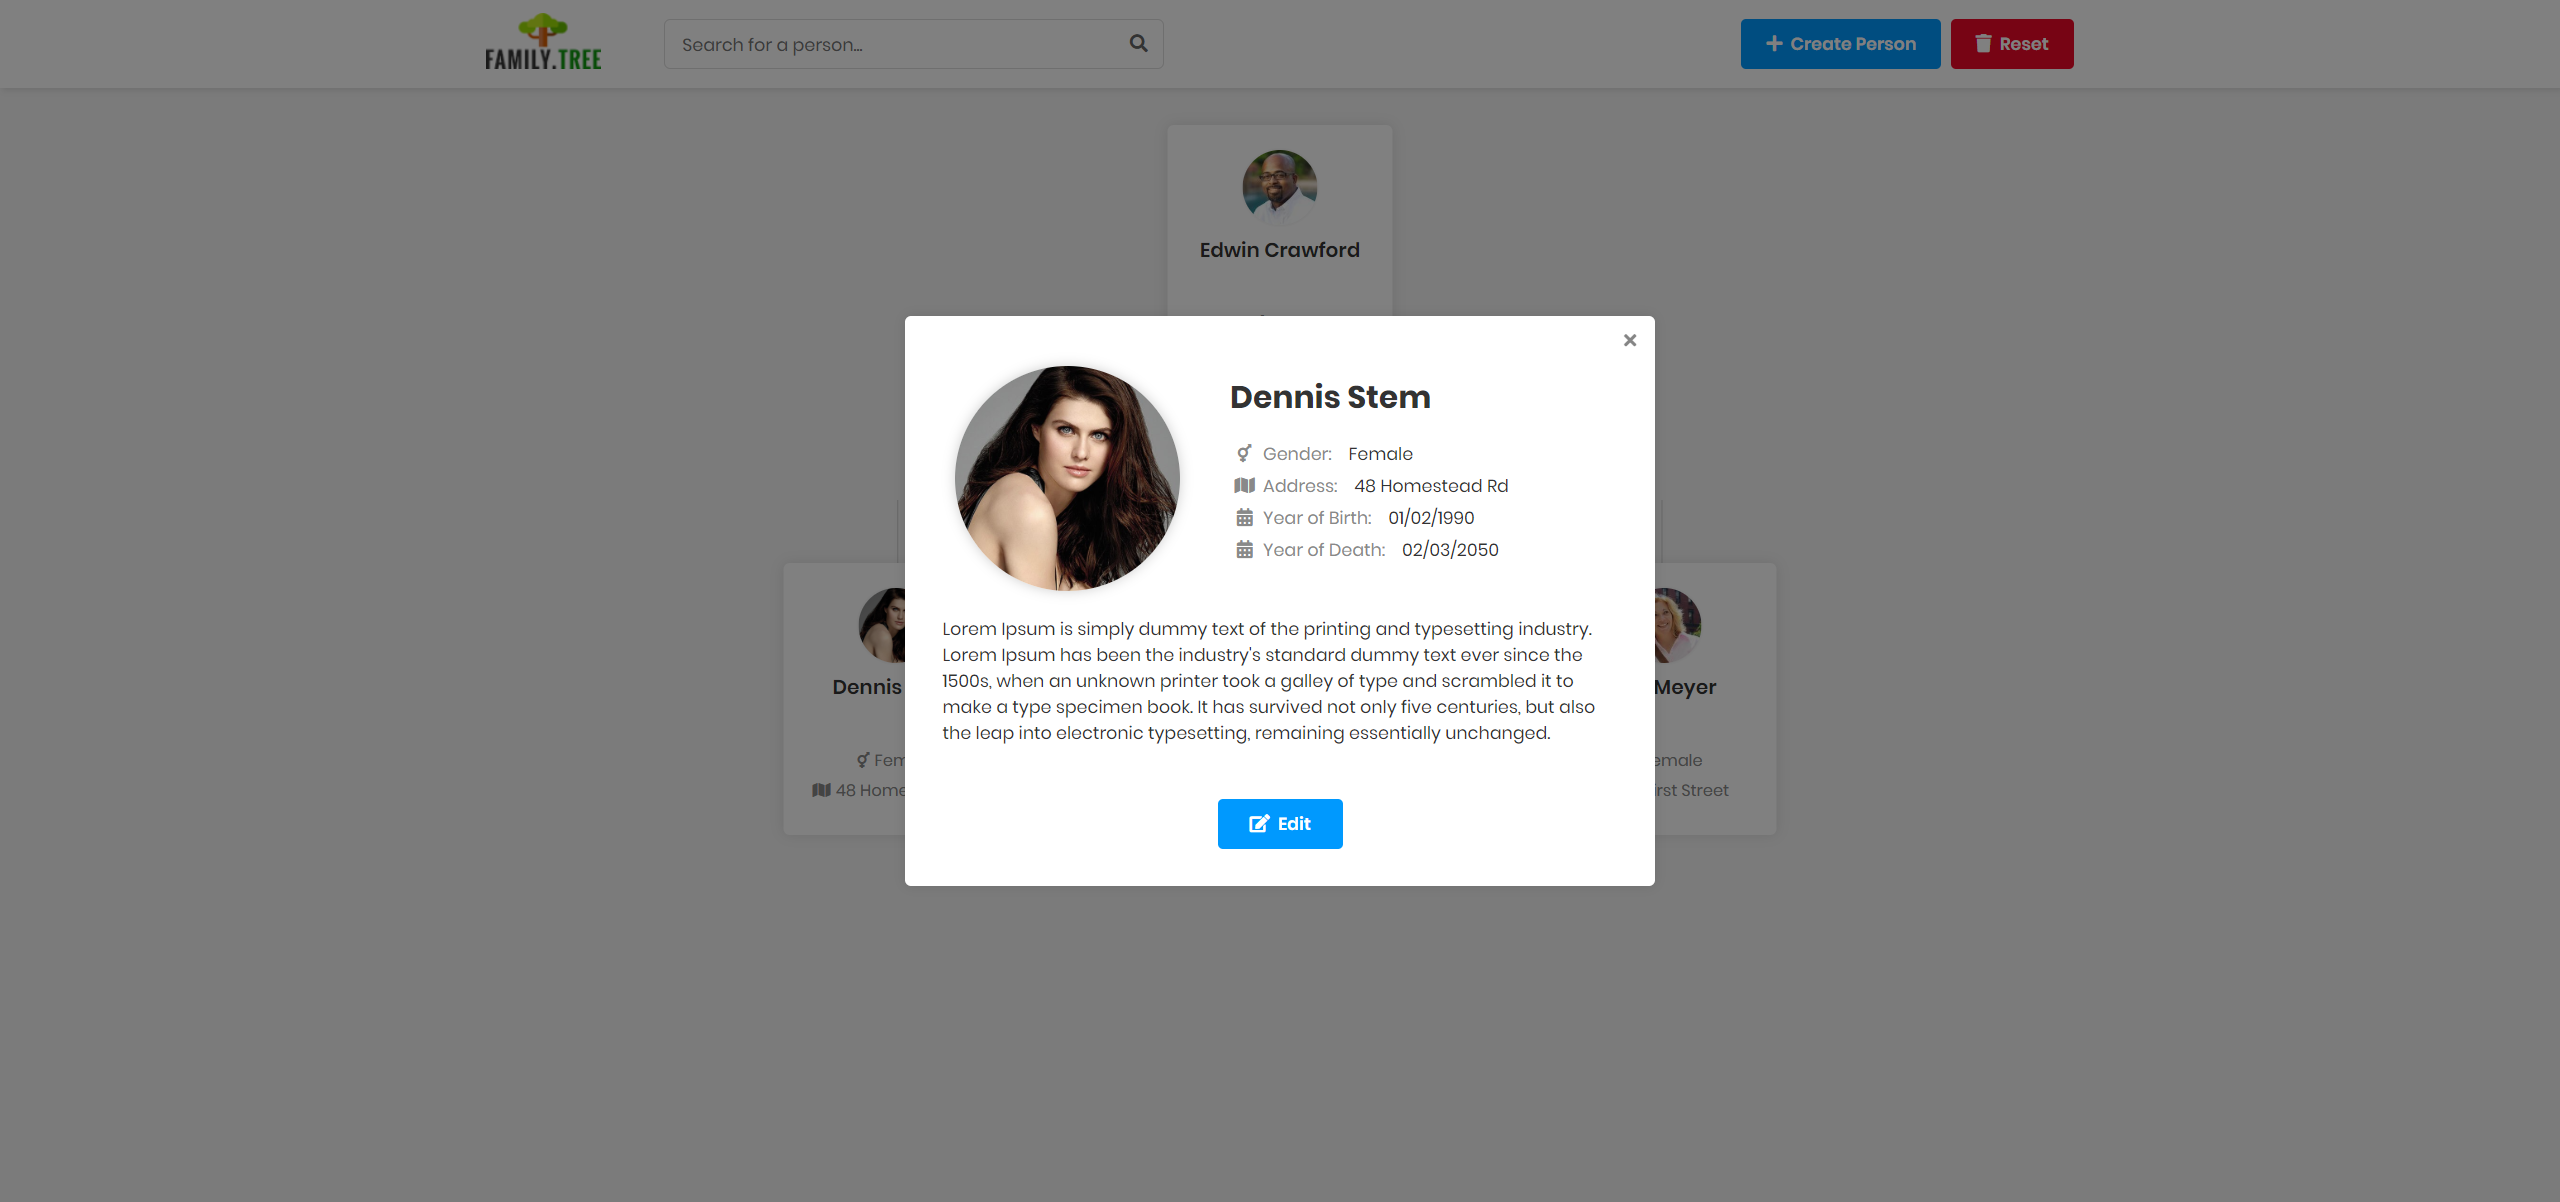 FAMILY.TREE
Search for a person...
Create Person
Reset
Edwin Crawford
Dennis Stem
Gender: Female
Address: 48 Homestead Rd
Year of Birth: 01/02/1990
Year of Death: 02/03/2050
Lorem Ipsum is simply dummy text of the printing and typesetting industry.
Lorem Ipsum has been the industry's standard dummy text ever since the
1500s, when an unknown printer took a galley of type and scrambled it to
make a type specimen book. It has survived not only five centuries, but also
the leap into electronic typesetting, remaining essentially unchanged.
Edit
Dennis
Fem
48 Home
Meyer
emale
irst Street